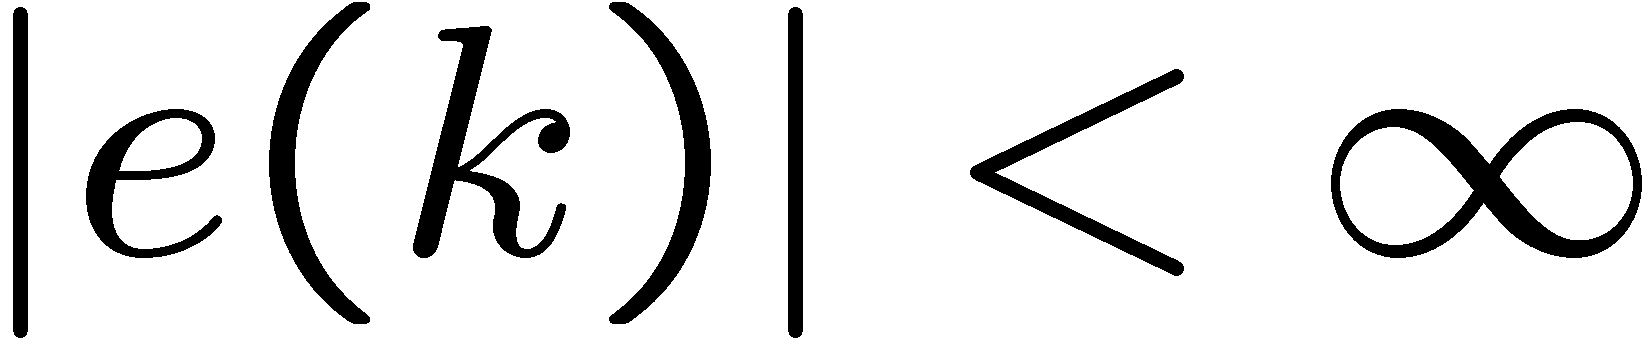 |e(k)| < ∞